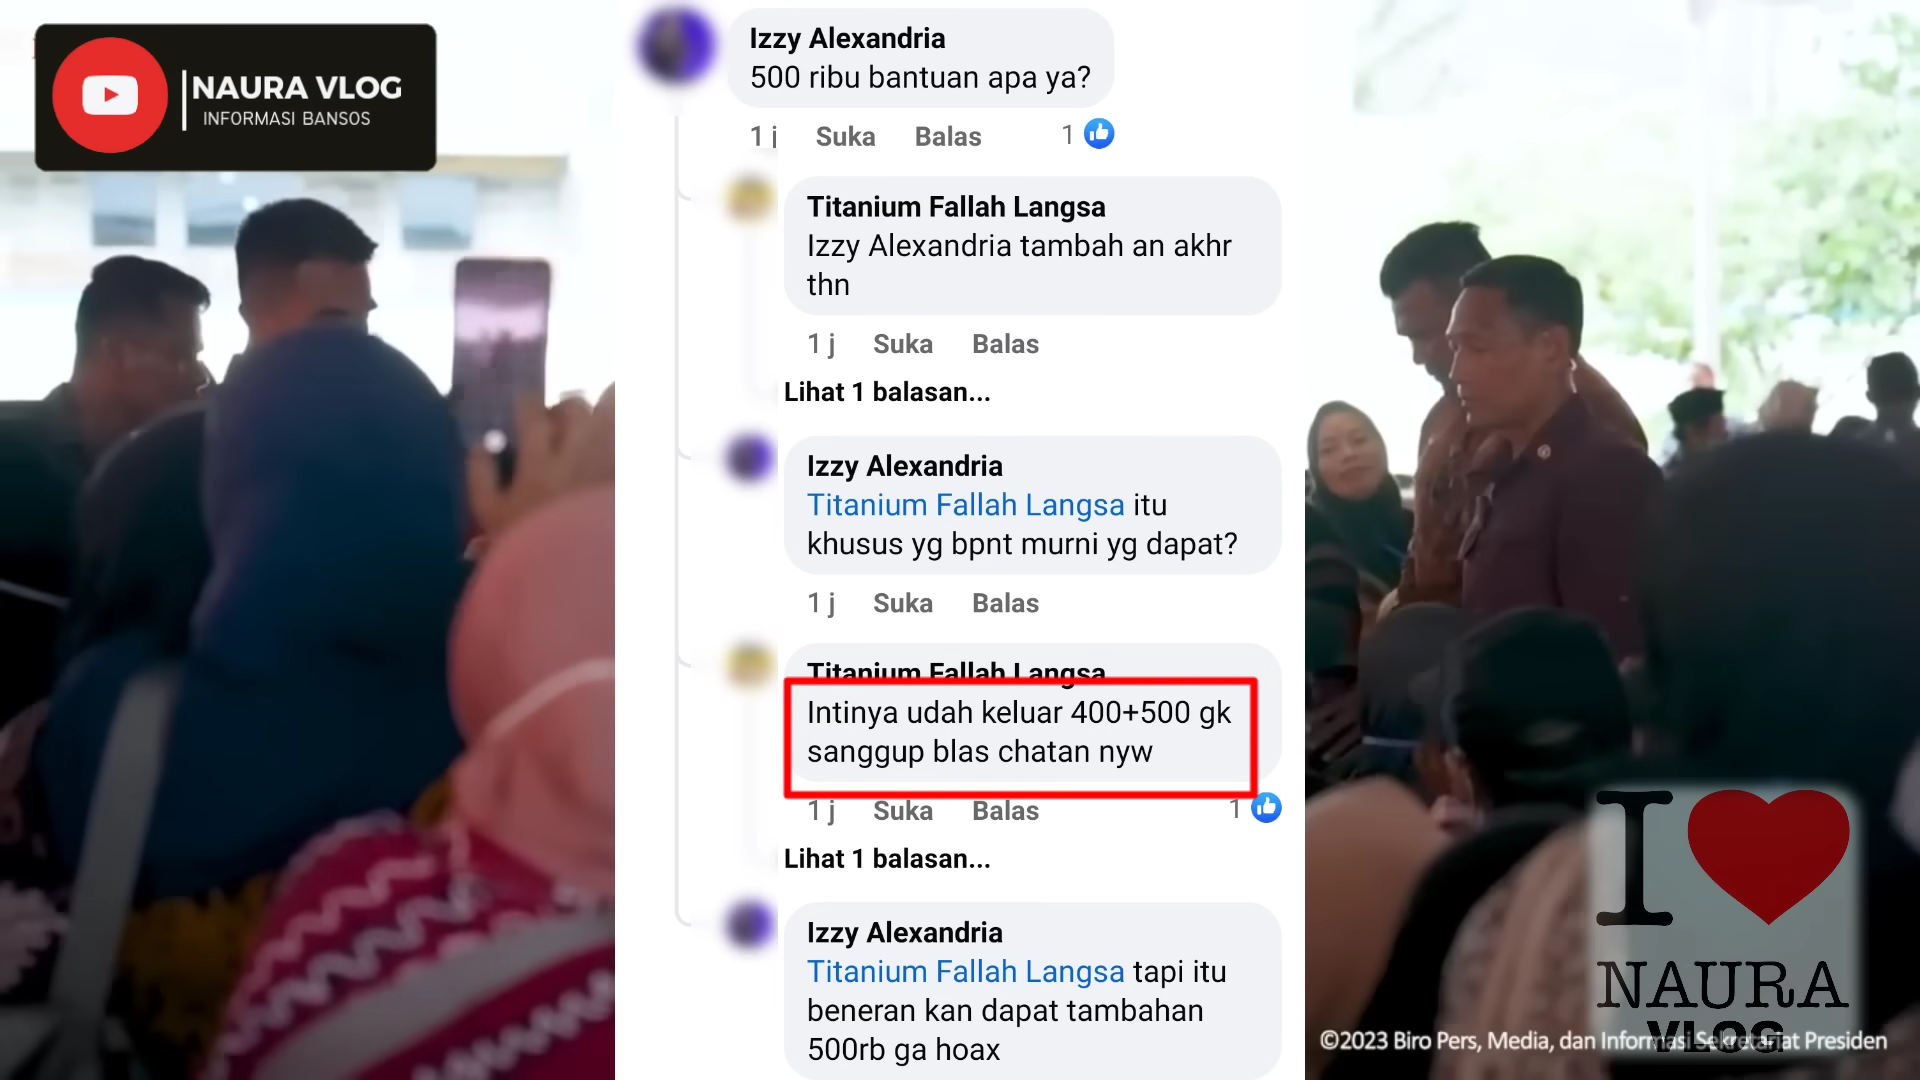 NAURA VLOG
INFORMASI BANSOS
Izzy Alexandria
500 ribu bantuan apa ya?
1 j Suka Balas 1
Titanium Fallah Langsa
Izzy Alexandria tambah an akhr
thn
1 j Suka Balas
Lihat 1 balasan...
Izzy Alexandria
Titanium Fallah Langsa itu
khusus yg bpnt murni yg dapat?
1 j Suka Balas
Titanium Fallah Langsa
Intinya udah keluar 400+500 gk
sanggup blas chatan nyw
1 j Suka Balas 1
Lihat 1 balasan...
Izzy Alexandria
Titanium Fallah Langsa tapi itu
beneran kan dapat tambahan
500rb ga hoax
I
NAURA
VLOG
©2023 Biro Pers, Media, dan Informasi Sekretariat Presiden